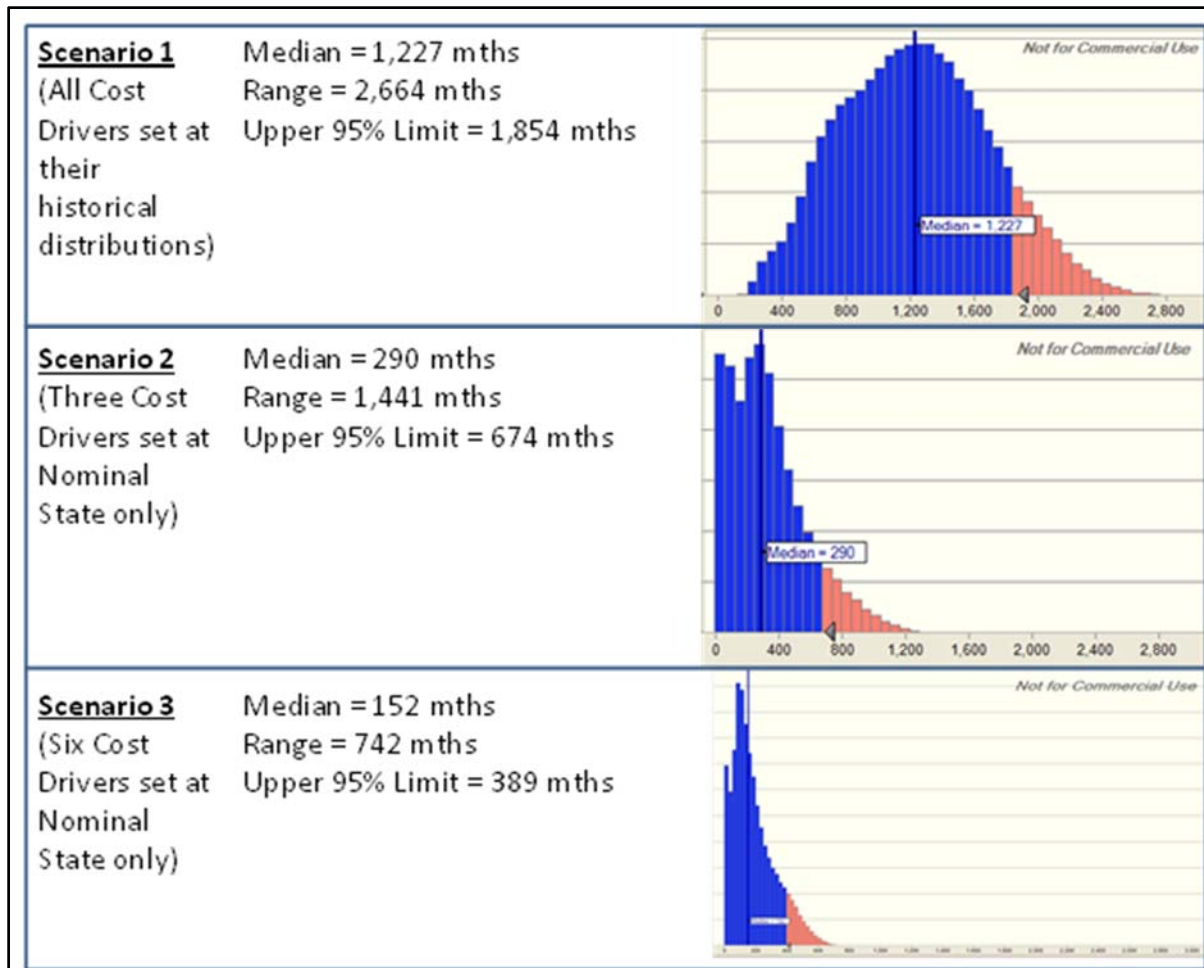 Scenario 1
(All Cost
Drivers set at
their
historical
distributions)
Median = 1,227 mths
Range = 2,664 mths
Upper 95% Limit = 1,854 mths
Not for Commercial Use
Median = 1,227
0 400 800 1,200 1,600 2,000 2,400 2,800
Scenario 2
(Three Cost
Drivers set at
Nominal
State only)
Median = 290 mths
Range = 1,441 mths
Upper 95% Limit = 674 mths
Not for Commercial Use
Median = 290
0 400 800 1,200 1,600 2,000 2,400 2,800
Scenario 3
(Six Cost
Drivers set at
Nominal
State only)
Median = 152 mths
Range = 742 mths
Upper 95% Limit = 389 mths
Not for Commercial Use